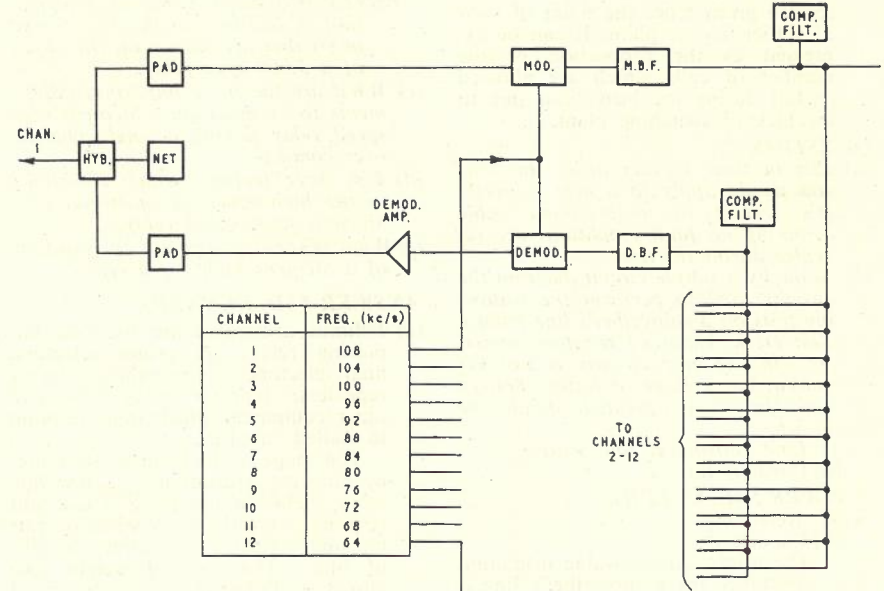 COMP.
FILT.
PAD
MOD.
M.B.F.
CHAN.
1
HYB.
NET
DEMOD.
AMP.
COMP.
FILT.
PAD
DEMOD.
D.B.F.
CHANNEL FREQ. (kc/s)
1 108
2 104
3 100
4 96
5 92
6 88
7 84
8 80
9 76
10 72
11 68
12 64
TO
CHANNELS
2-12